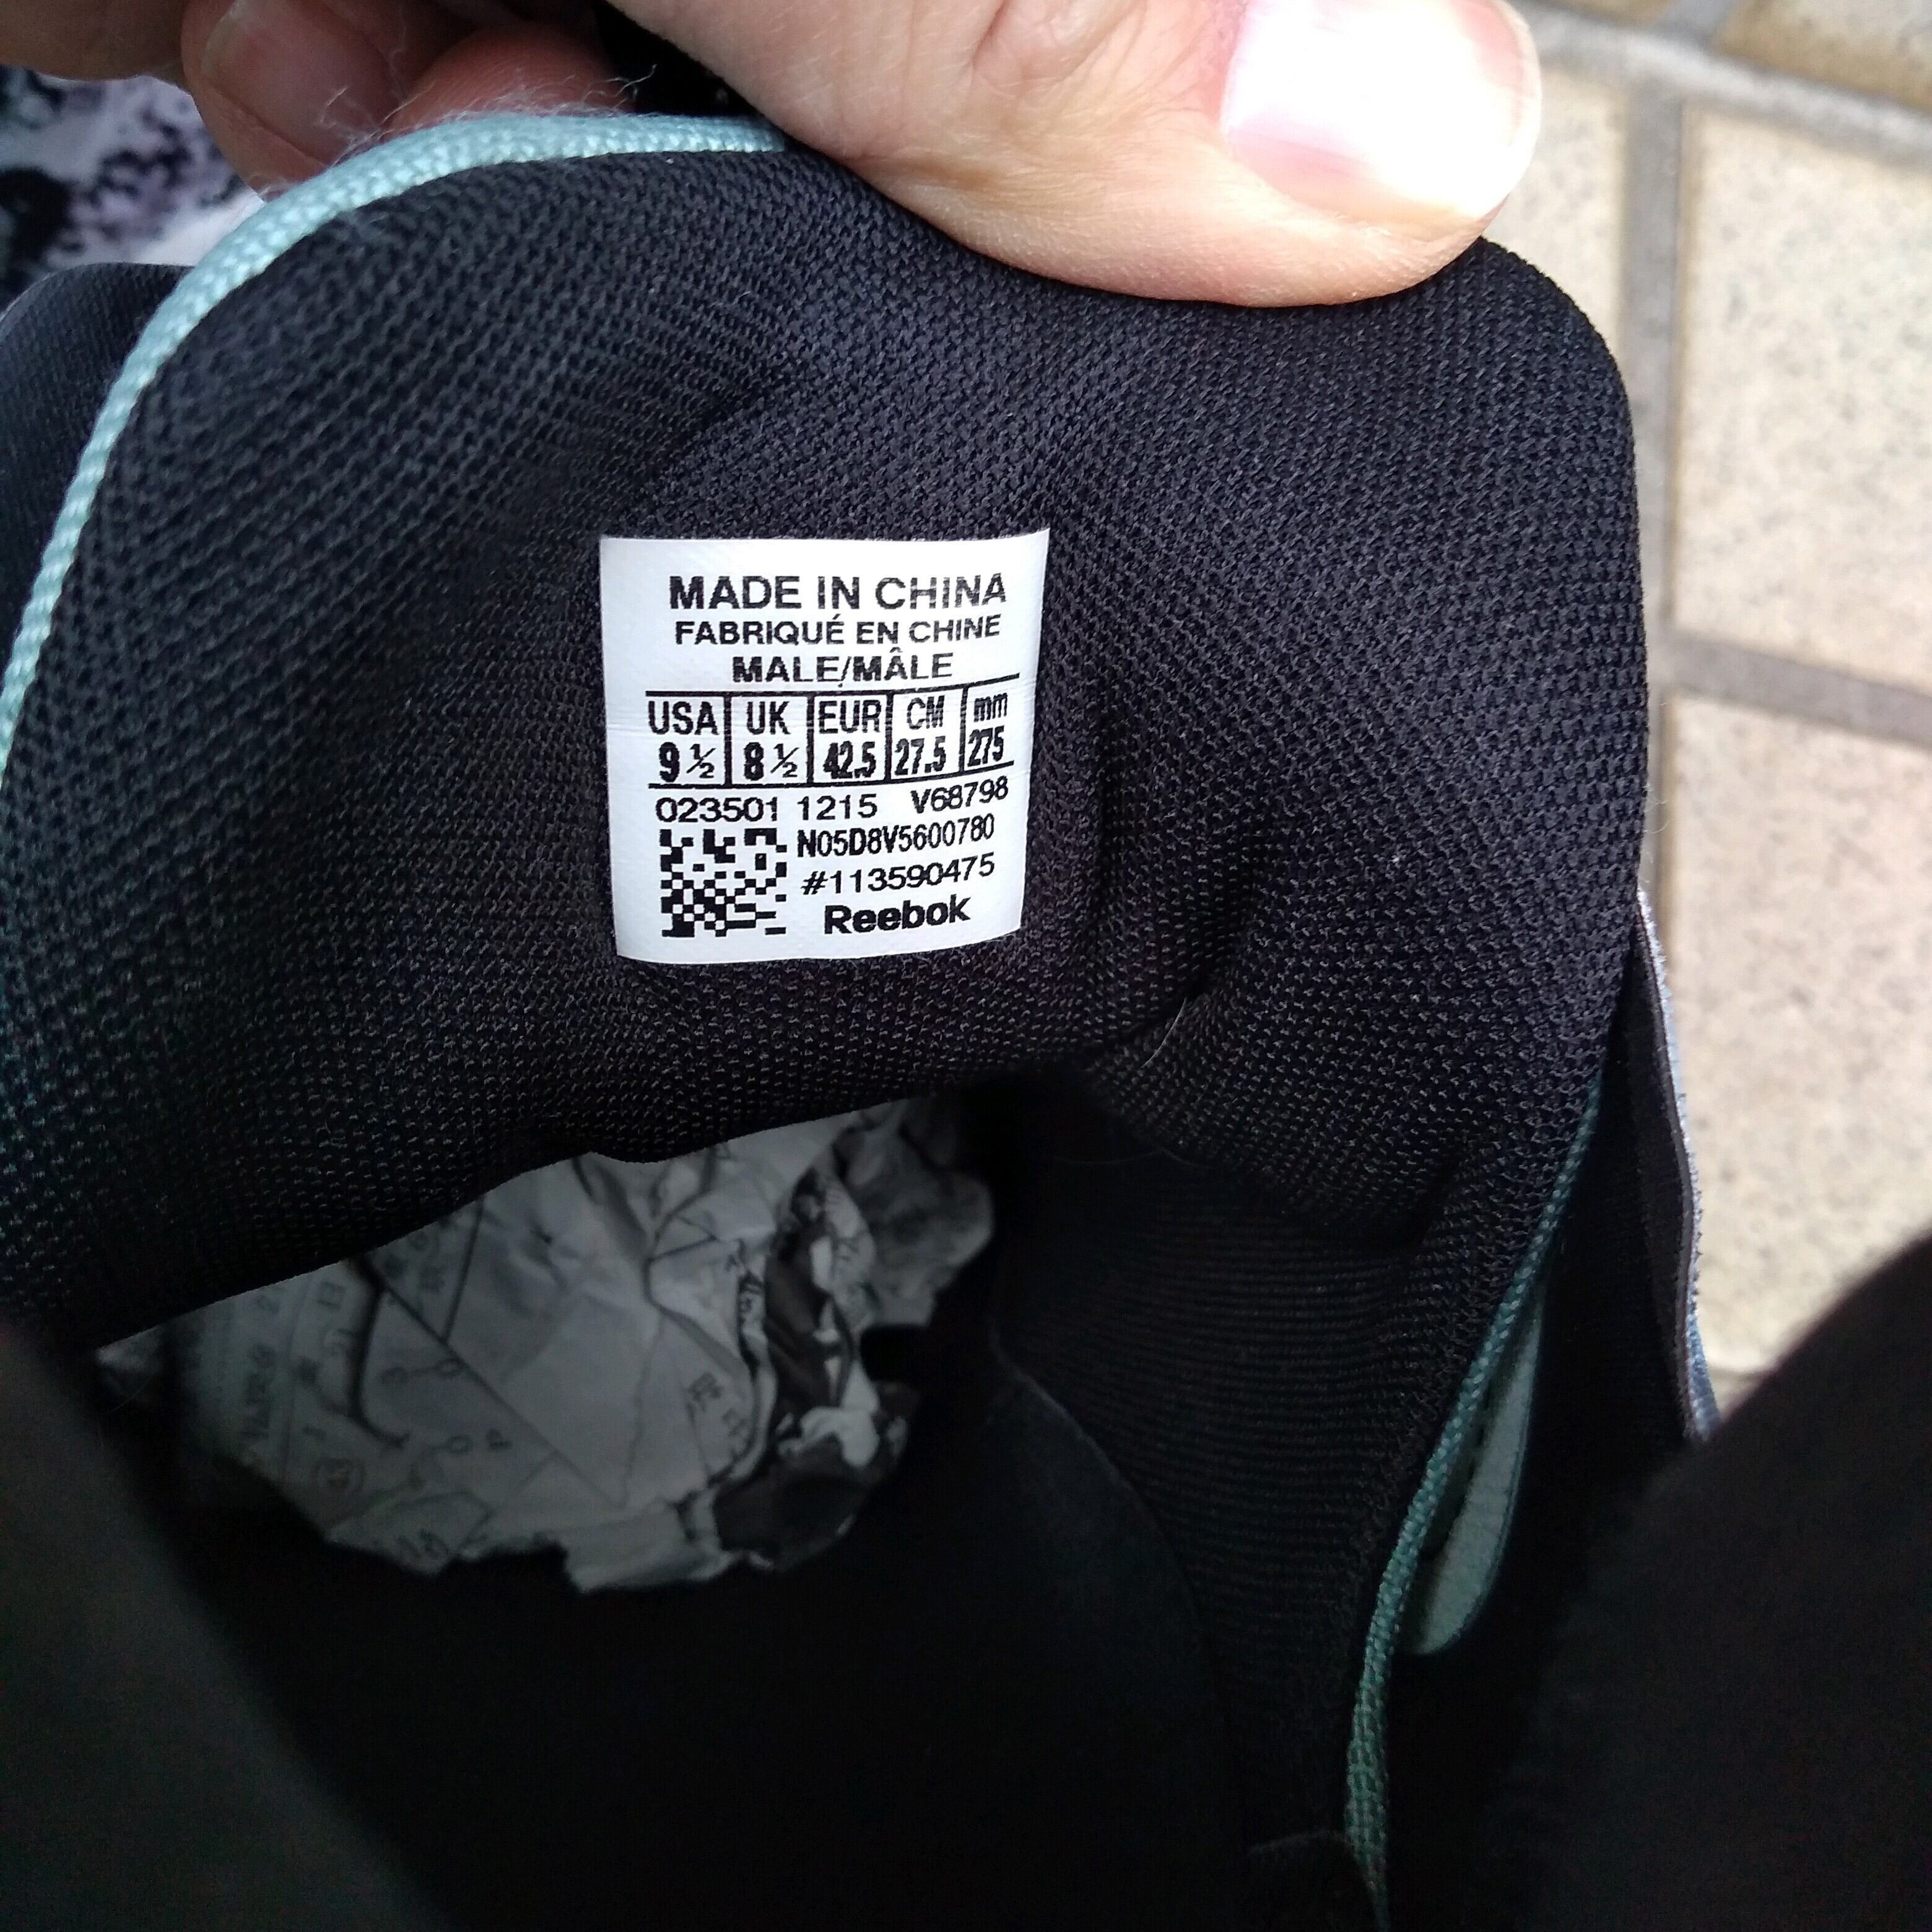 MADE IN CHINA
FABRIQUÉ EN CHINE
MALE/MÂLE
USA UK EUR CM mm
9 ½ 8 ½ 42.5 27.5 275
023501 1215 V68798
N05D8V5600780
#113590475
Reebok